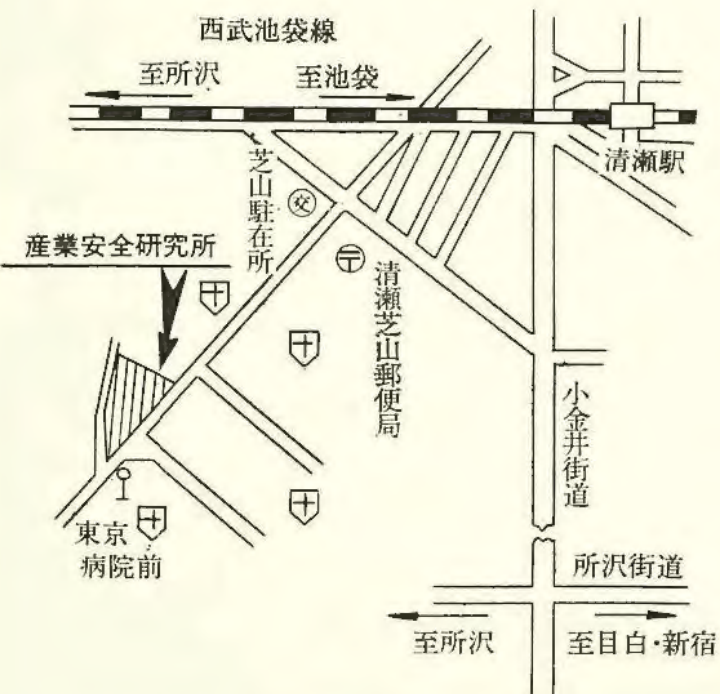 西武池袋線
至所沢
至池袋
清瀬駅
芝山駐在所
交
産業安全研究所
清瀬芝山郵便局
小金井街道
東京
病院前
所沢街道
至所沢
至目白・新宿